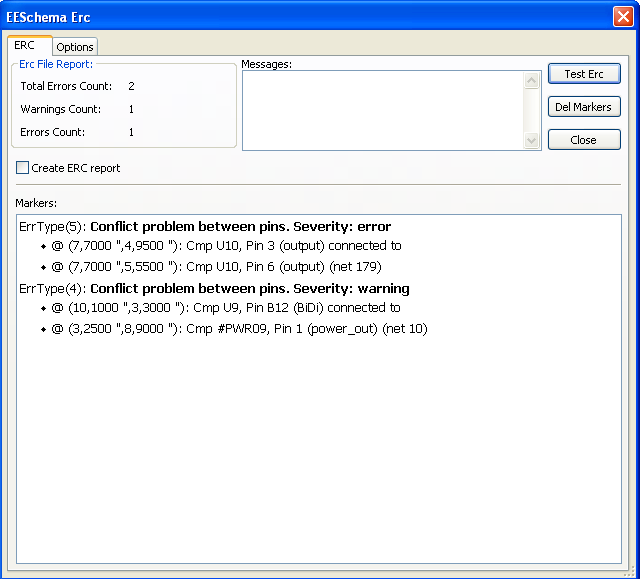 EESchema Erc
ERC
Options
Erc File Report:
Total Errors Count: 2
Warnings Count: 1
Errors Count: 1
Messages:
Test Erc
Del Markers
Close
Create ERC report
Markers:
ErrType(5): Conflict problem between pins. Severity: error
@ (7,7000 ",4,9500 "): Cmp U10, Pin 3 (output) connected to
@ (7,7000 ",5,5500 "): Cmp U10, Pin 6 (output) (net 179)
ErrType(4): Conflict problem between pins. Severity: warning
@ (10,1000 ",3,3000 "): Cmp U9, Pin B12 (BiDi) connected to
@ (3,2500 ",8,9000 "): Cmp #PWR09, Pin 1 (power_out) (net 10)